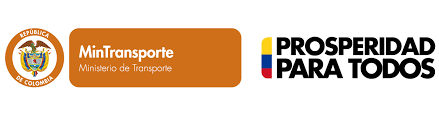 REPÚBLICA
DE COLOMBIA
MinTransporte
Ministerio de Transporte
PROSPERIDAD
PARA TODOS